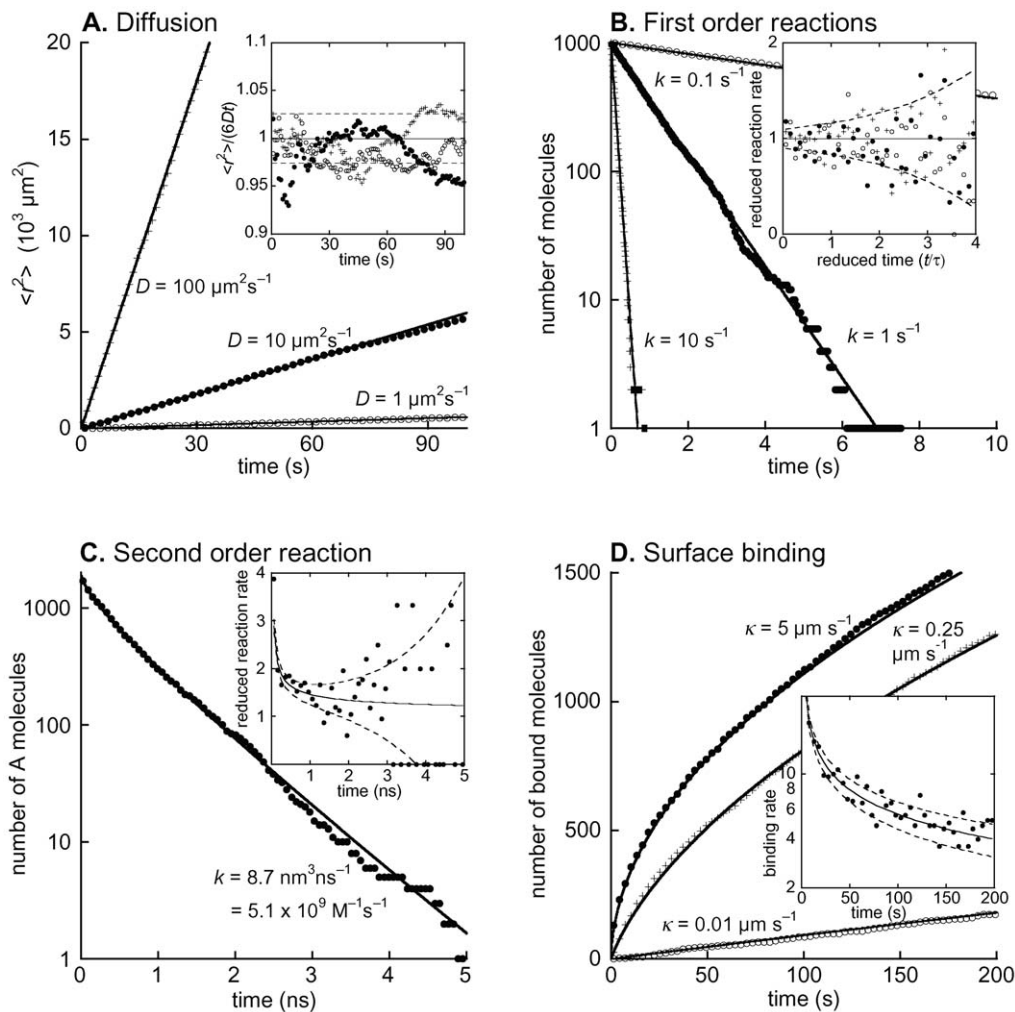 A. Diffusion
20
15
10
5
0
<r²> (10³ µm²)
0
30
60
90
time (s)
D = 100 µm²s⁻¹
D = 10 µm²s⁻¹
D = 1 µm²s⁻¹
1.1
1.05
1
0.95
0.9
<r²>/(6Dt)
0
50
100
time (s)
B. First order reactions
1000
100
10
1
number of molecules
0
2
4
6
8
10
time (s)
k = 0.1 s⁻¹
k = 10 s⁻¹
k = 1 s⁻¹
2
1
0
reduced reaction rate
0
1
2
3
4
reduced time (t/τ)
C. Second order reaction
1000
100
10
1
number of A molecules
0
1
2
3
4
5
time (ns)
k = 8.7 nm³ns⁻¹
= 5.1 x 10⁹ M⁻¹s⁻¹
4
3
2
1
reduced reaction rate
1
2
3
4
5
time (ns)
D. Surface binding
1500
1000
500
0
number of bound molecules
0
50
100
150
200
time (s)
κ = 5 µm s⁻¹
κ = 0.25
µm s⁻¹
κ = 0.01 µm s⁻¹
10
8
6
4
2
binding rate
0
50
100
150
200
time (s)